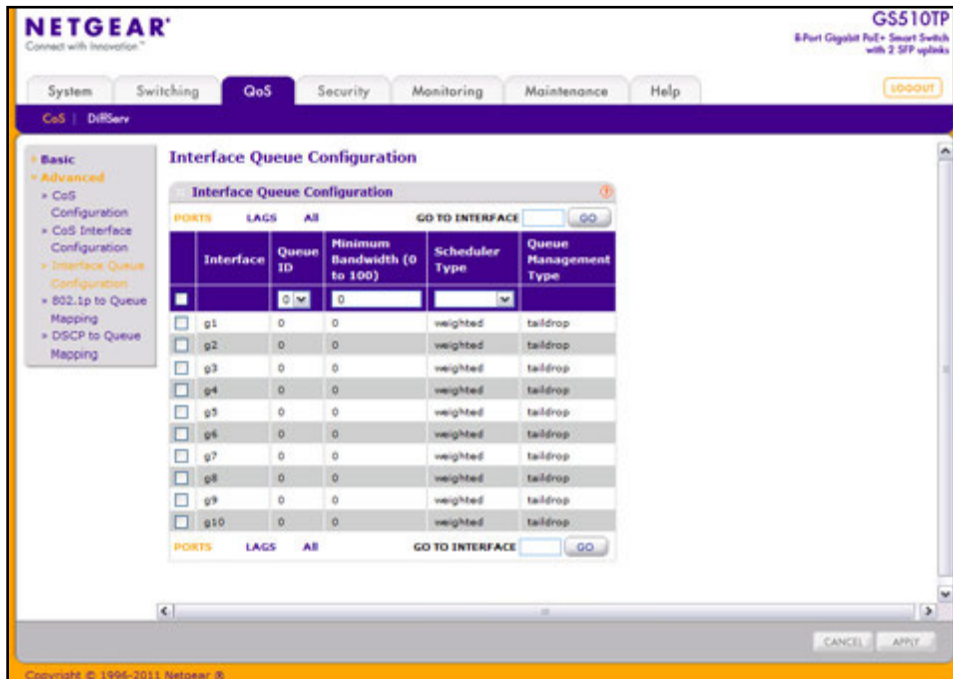 NETGEAR®
Connect with Innovation™
GS510TP
8-Port Gigabit PoE+ Smart Switch
with 2 SFP uplinks
System Switching QoS Security Monitoring Maintenance Help LOGOUT
CoS | DiffServ
Basic
Advanced
» CoS
Configuration
» CoS Interface
Configuration
» Interface Queue
Configuration
» 802.1p to Queue
Mapping
» DSCP to Queue
Mapping
Interface Queue Configuration
Interface Queue Configuration
PORTS LAGS All GO TO INTERFACE GO
Interface Queue ID Minimum Bandwidth (0 to 100) Scheduler Type Queue Management Type
0 0
g1 0 0 weighted taildrop
g2 0 0 weighted taildrop
g3 0 0 weighted taildrop
g4 0 0 weighted taildrop
g5 0 0 weighted taildrop
g6 0 0 weighted taildrop
g7 0 0 weighted taildrop
g8 0 0 weighted taildrop
g9 0 0 weighted taildrop
g10 0 0 weighted taildrop
PORTS LAGS All GO TO INTERFACE GO
CANCEL APPLY
Copyright © 1996-2011 Netgear ®